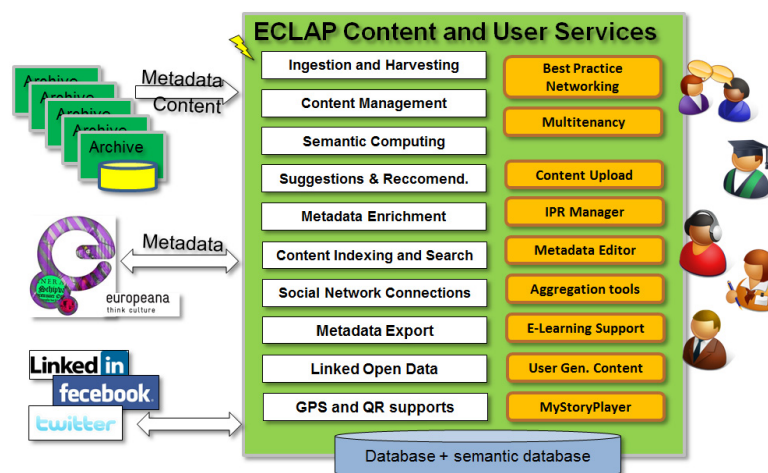 ECLAP Content and User Services
Archive
Archive
Archive
Archive
Archive
Metadata
Content
Metadata
europeana
think culture
Linked in
fecebook.
twitter
Ingestion and Harvesting
Content Management
Semantic Computing
Suggestions & Reccomend.
Metadata Enrichment
Content Indexing and Search
Social Network Connections
Metadata Export
Linked Open Data
GPS and QR supports
Best Practice
Networking
Multitenancy
Content Upload
IPR Manager
Metadata Editor
Aggregation tools
E-Learning Support
User Gen. Content
MyStoryPlayer
Database + semantic database